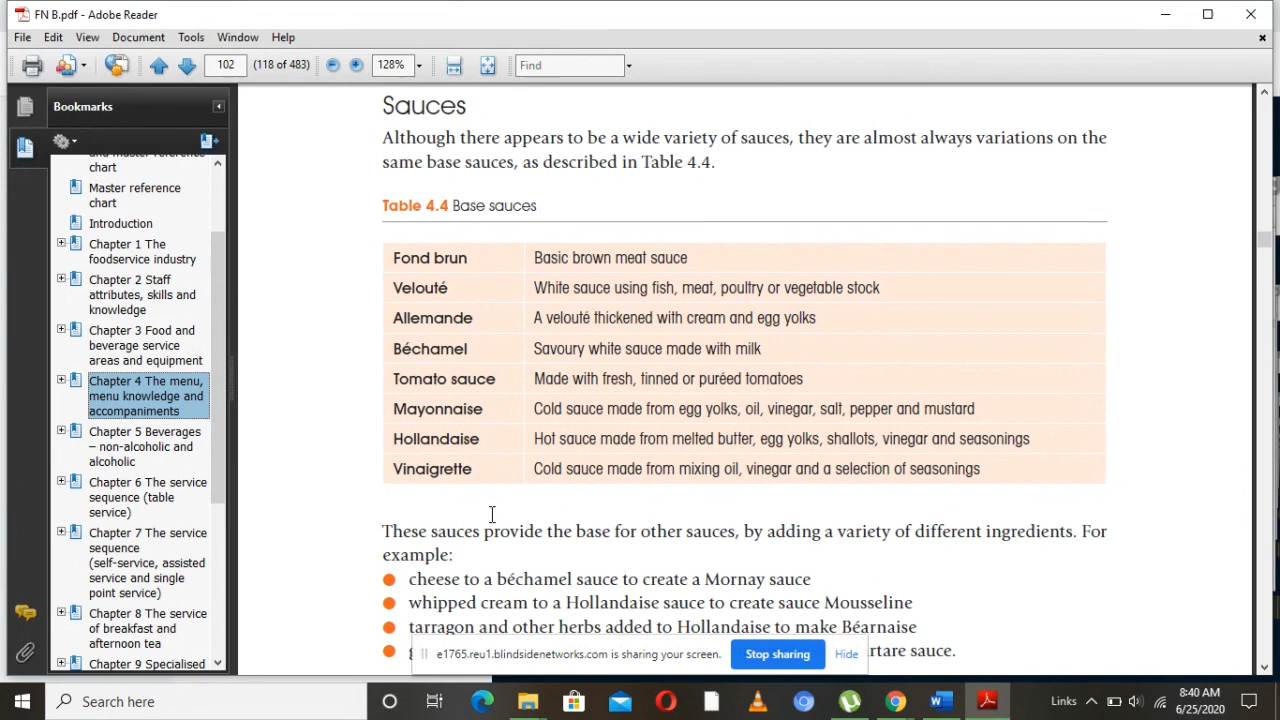 FN B.pdf - Adobe Reader
File Edit View Document Tools Window Help
102 (118 of 483) 128% Find
Bookmarks
and master reference
chart
Master reference
chart
Introduction
Chapter 1 The
foodservice industry
Chapter 2 Staff
attributes, skills and
knowledge
Chapter 3 Food and
beverage service
areas and equipment
Chapter 4 The menu,
menu knowledge and
accompaniments
Chapter 5 Beverages
– non-alcoholic and
alcoholic
Chapter 6 The service
sequence (table
service)
Chapter 7 The service
sequence
(self-service, assisted
service and single
point service)
Chapter 8 The service
of breakfast and
afternoon tea
Chapter 9 Specialised
Sauces
Although there appears to be a wide variety of sauces, they are almost always variations on the
same base sauces, as described in Table 4.4.
Table 4.4 Base sauces
Fond brun Basic brown meat sauce
Velouté White sauce using fish, meat, poultry or vegetable stock
Allemande A velouté thickened with cream and egg yolks
Béchamel Savoury white sauce made with milk
Tomato sauce Made with fresh, tinned or puréed tomatoes
Mayonnaise Cold sauce made from egg yolks, oil, vinegar, salt, pepper and mustard
Hollandaise Hot sauce made from melted butter, egg yolks, shallots, vinegar and seasonings
Vinaigrette Cold sauce made from mixing oil, vinegar and a selection of seasonings
These sauces provide the base for other sauces, by adding a variety of different ingredients. For
example:
cheese to a béchamel sauce to create a Mornay sauce
whipped cream to a Hollandaise sauce to create sauce Mousseline
tarragon and other herbs added to Hollandaise to make Béarnaise
sauce.
e1765.reu1.blindsidenetworks.com is sharing your screen. Stop sharing Hide
Search here
Links 8:40 AM
6/25/2020